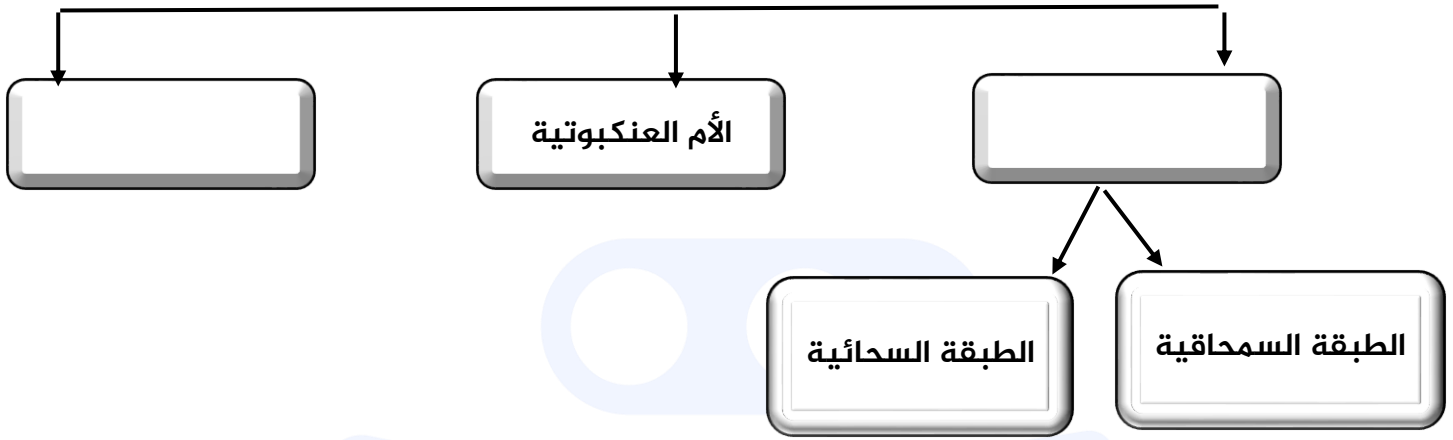 الأم العنكبوتية
الطبقة السمحاقية
الطبقة السحائية